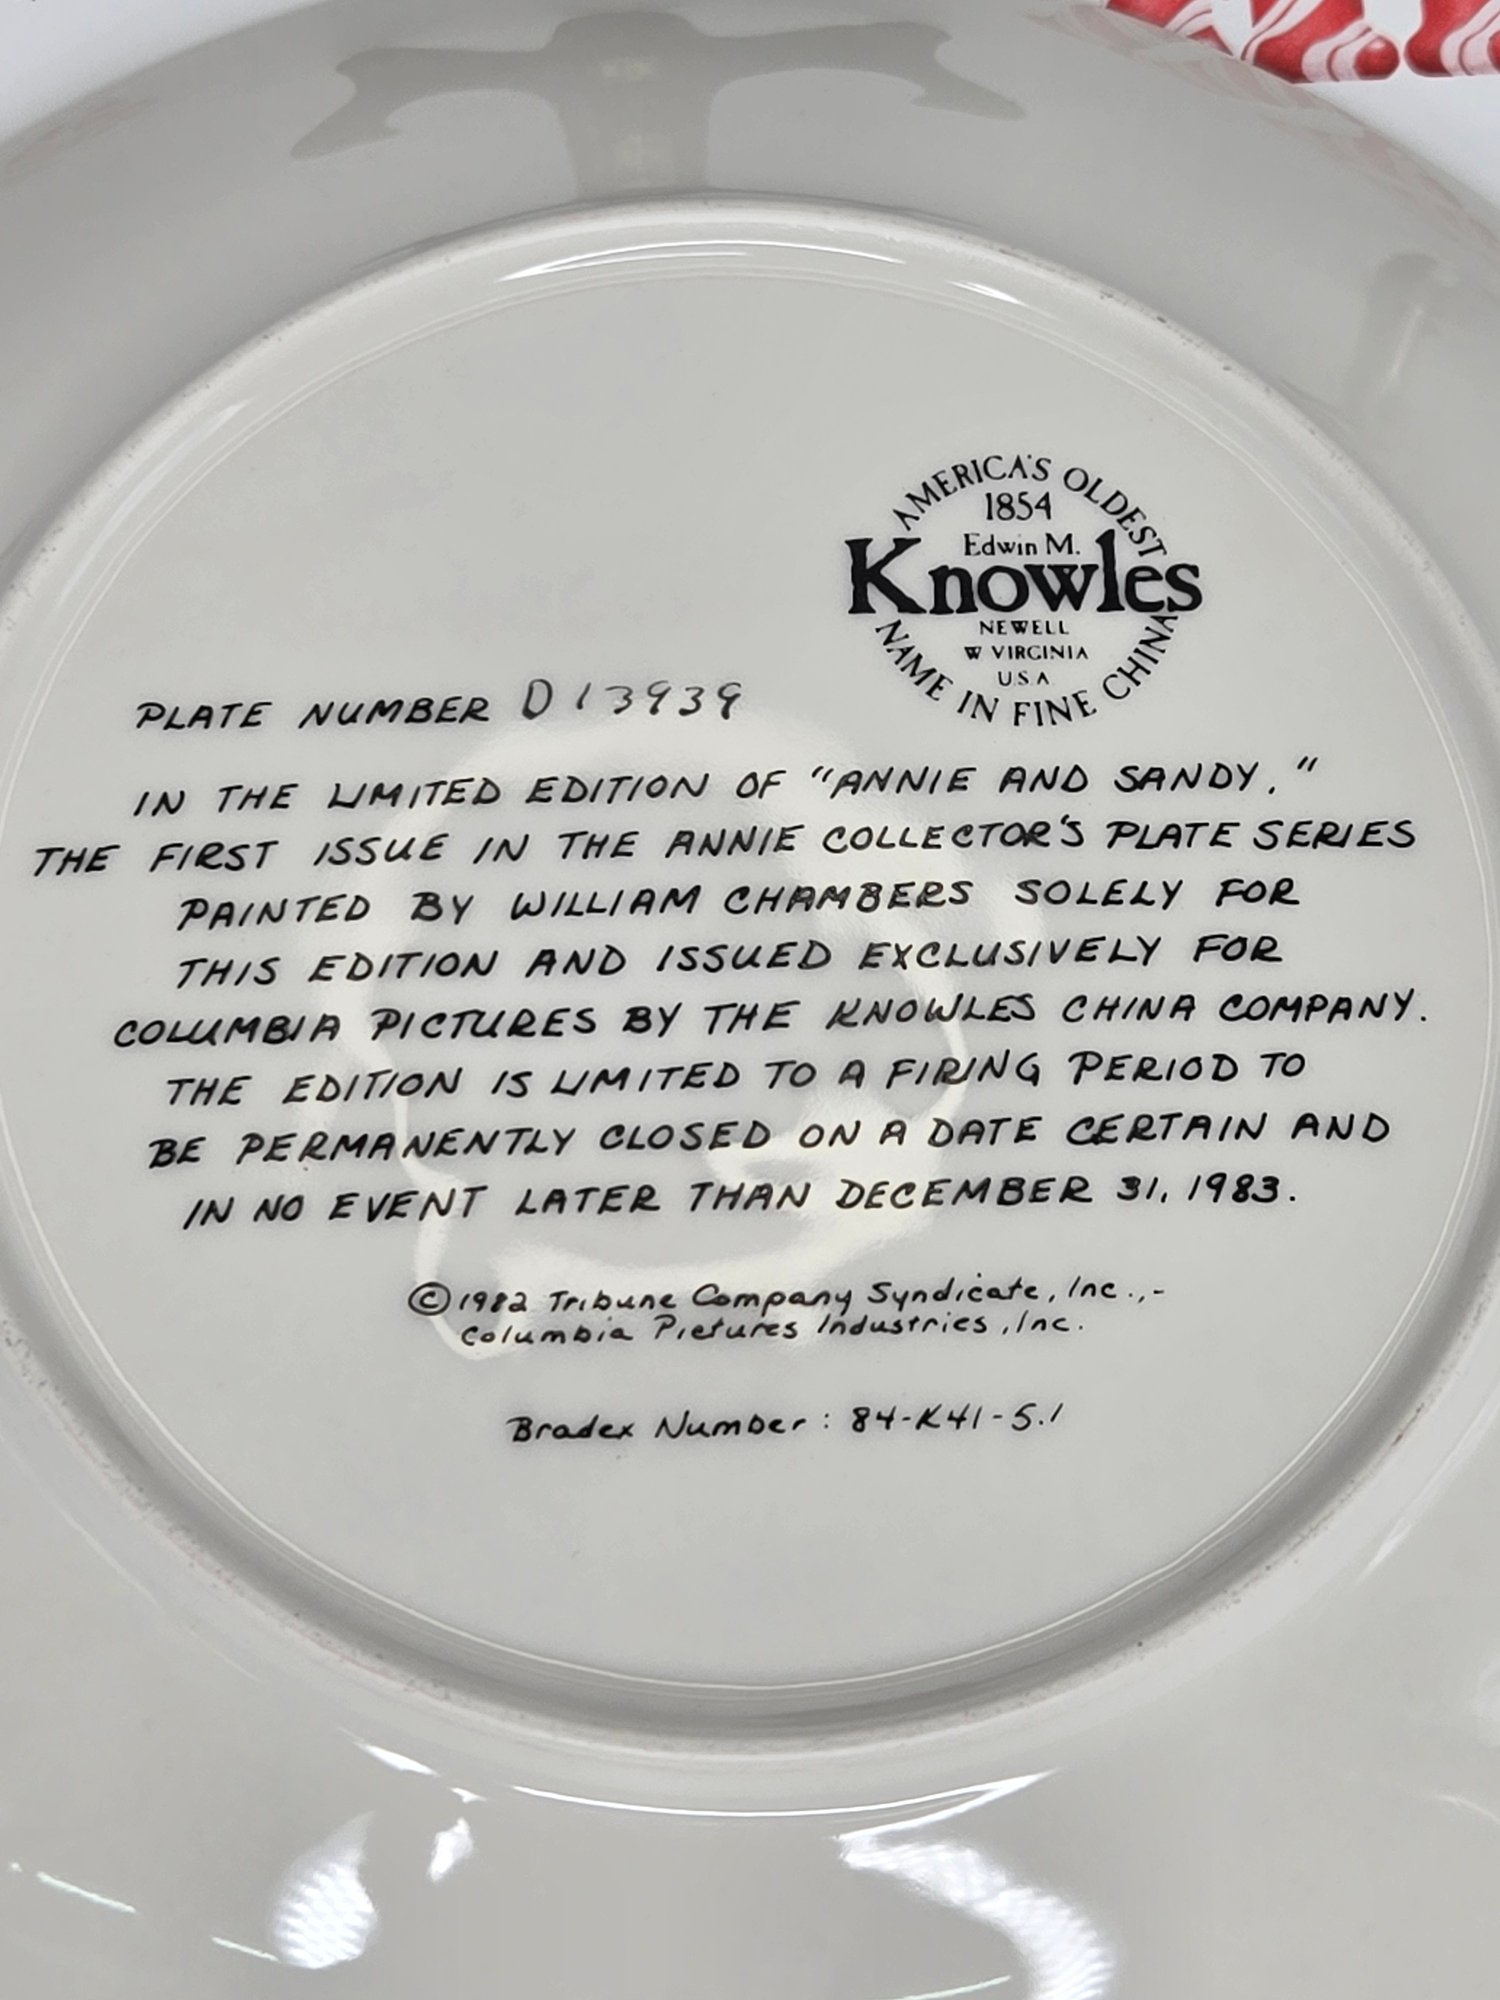 AMERICA'S OLDEST
1854
Edwin M.
Knowles
NEWELL
W VIRGINIA
U.S.A
NAME IN FINE CHINA
PLATE NUMBER D 13939
IN THE LIMITED EDITION OF "ANNIE AND SANDY,"
THE FIRST ISSUE IN THE ANNIE COLLECTOR'S PLATE SERIES
PAINTED BY WILLIAM CHAMBERS SOLELY FOR
THIS EDITION AND ISSUED EXCLUSIVELY FOR
COLUMBIA PICTURES BY THE KNOWLES CHINA COMPANY.
THE EDITION IS LIMITED TO A FIRING PERIOD TO
BE PERMANENTLY CLOSED ON A DATE CERTAIN AND
IN NO EVENT LATER THAN DECEMBER 31, 1983.
© 1982 Tribune Company Syndicate, Inc.,-
Columbia Pictures Industries, Inc.
Bradex Number: 84-K41-5.1